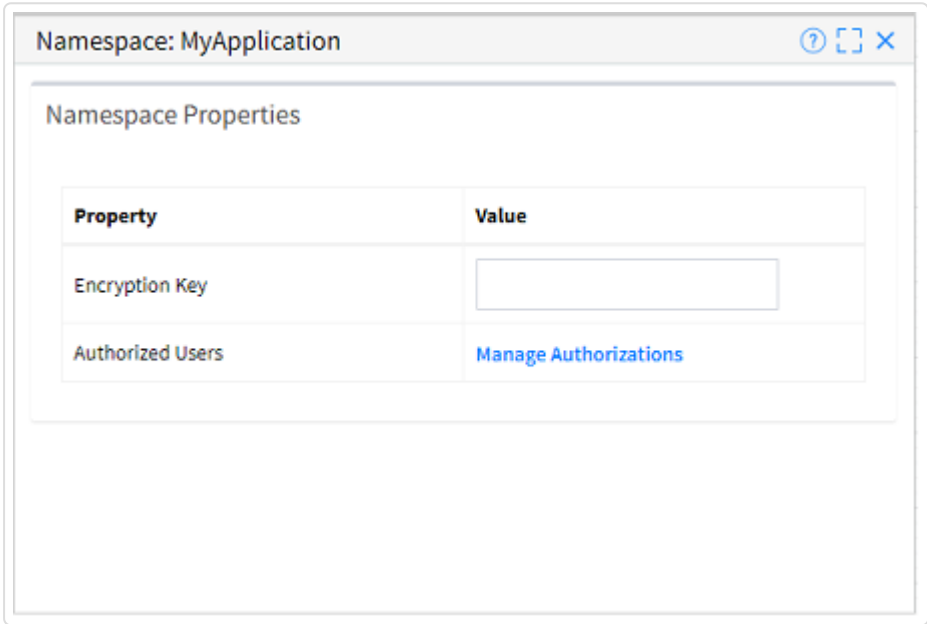 Namespace: MyApplication
Namespace Properties
Property Value
Encryption Key
Authorized Users Manage Authorizations